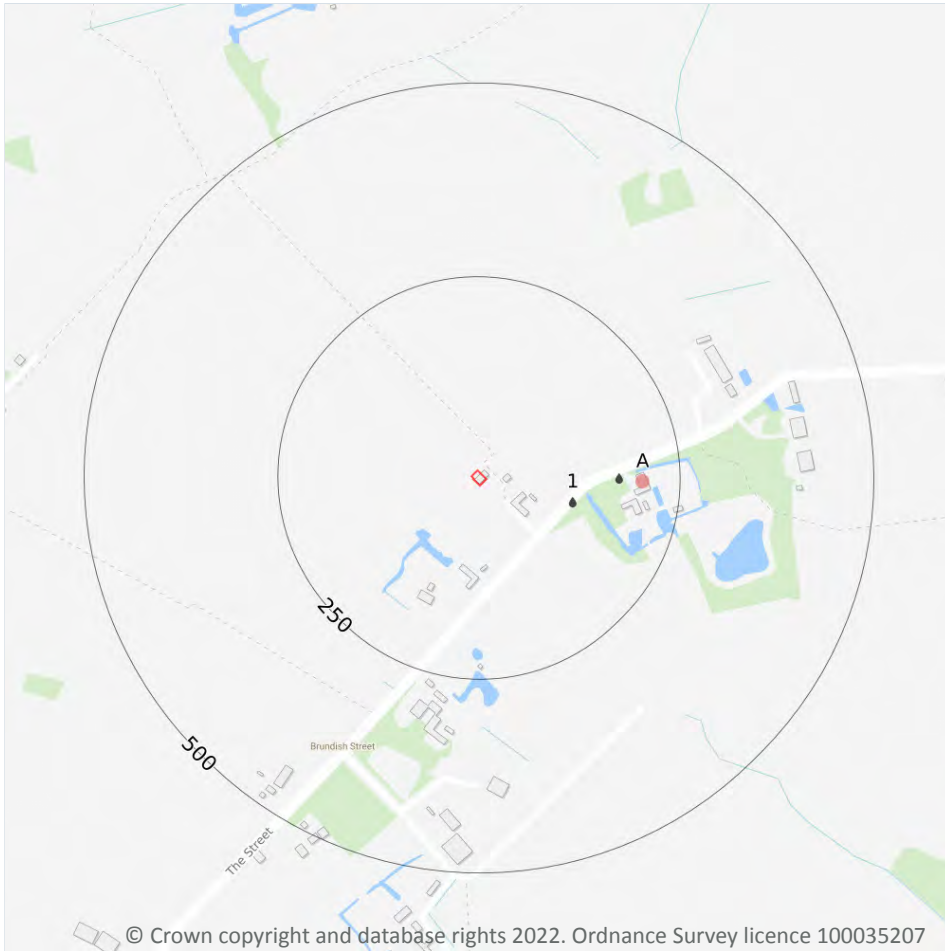 A
1
250
500
Brundish Street
The Street
© Crown copyright and database rights 2022. Ordnance Survey licence 100035207